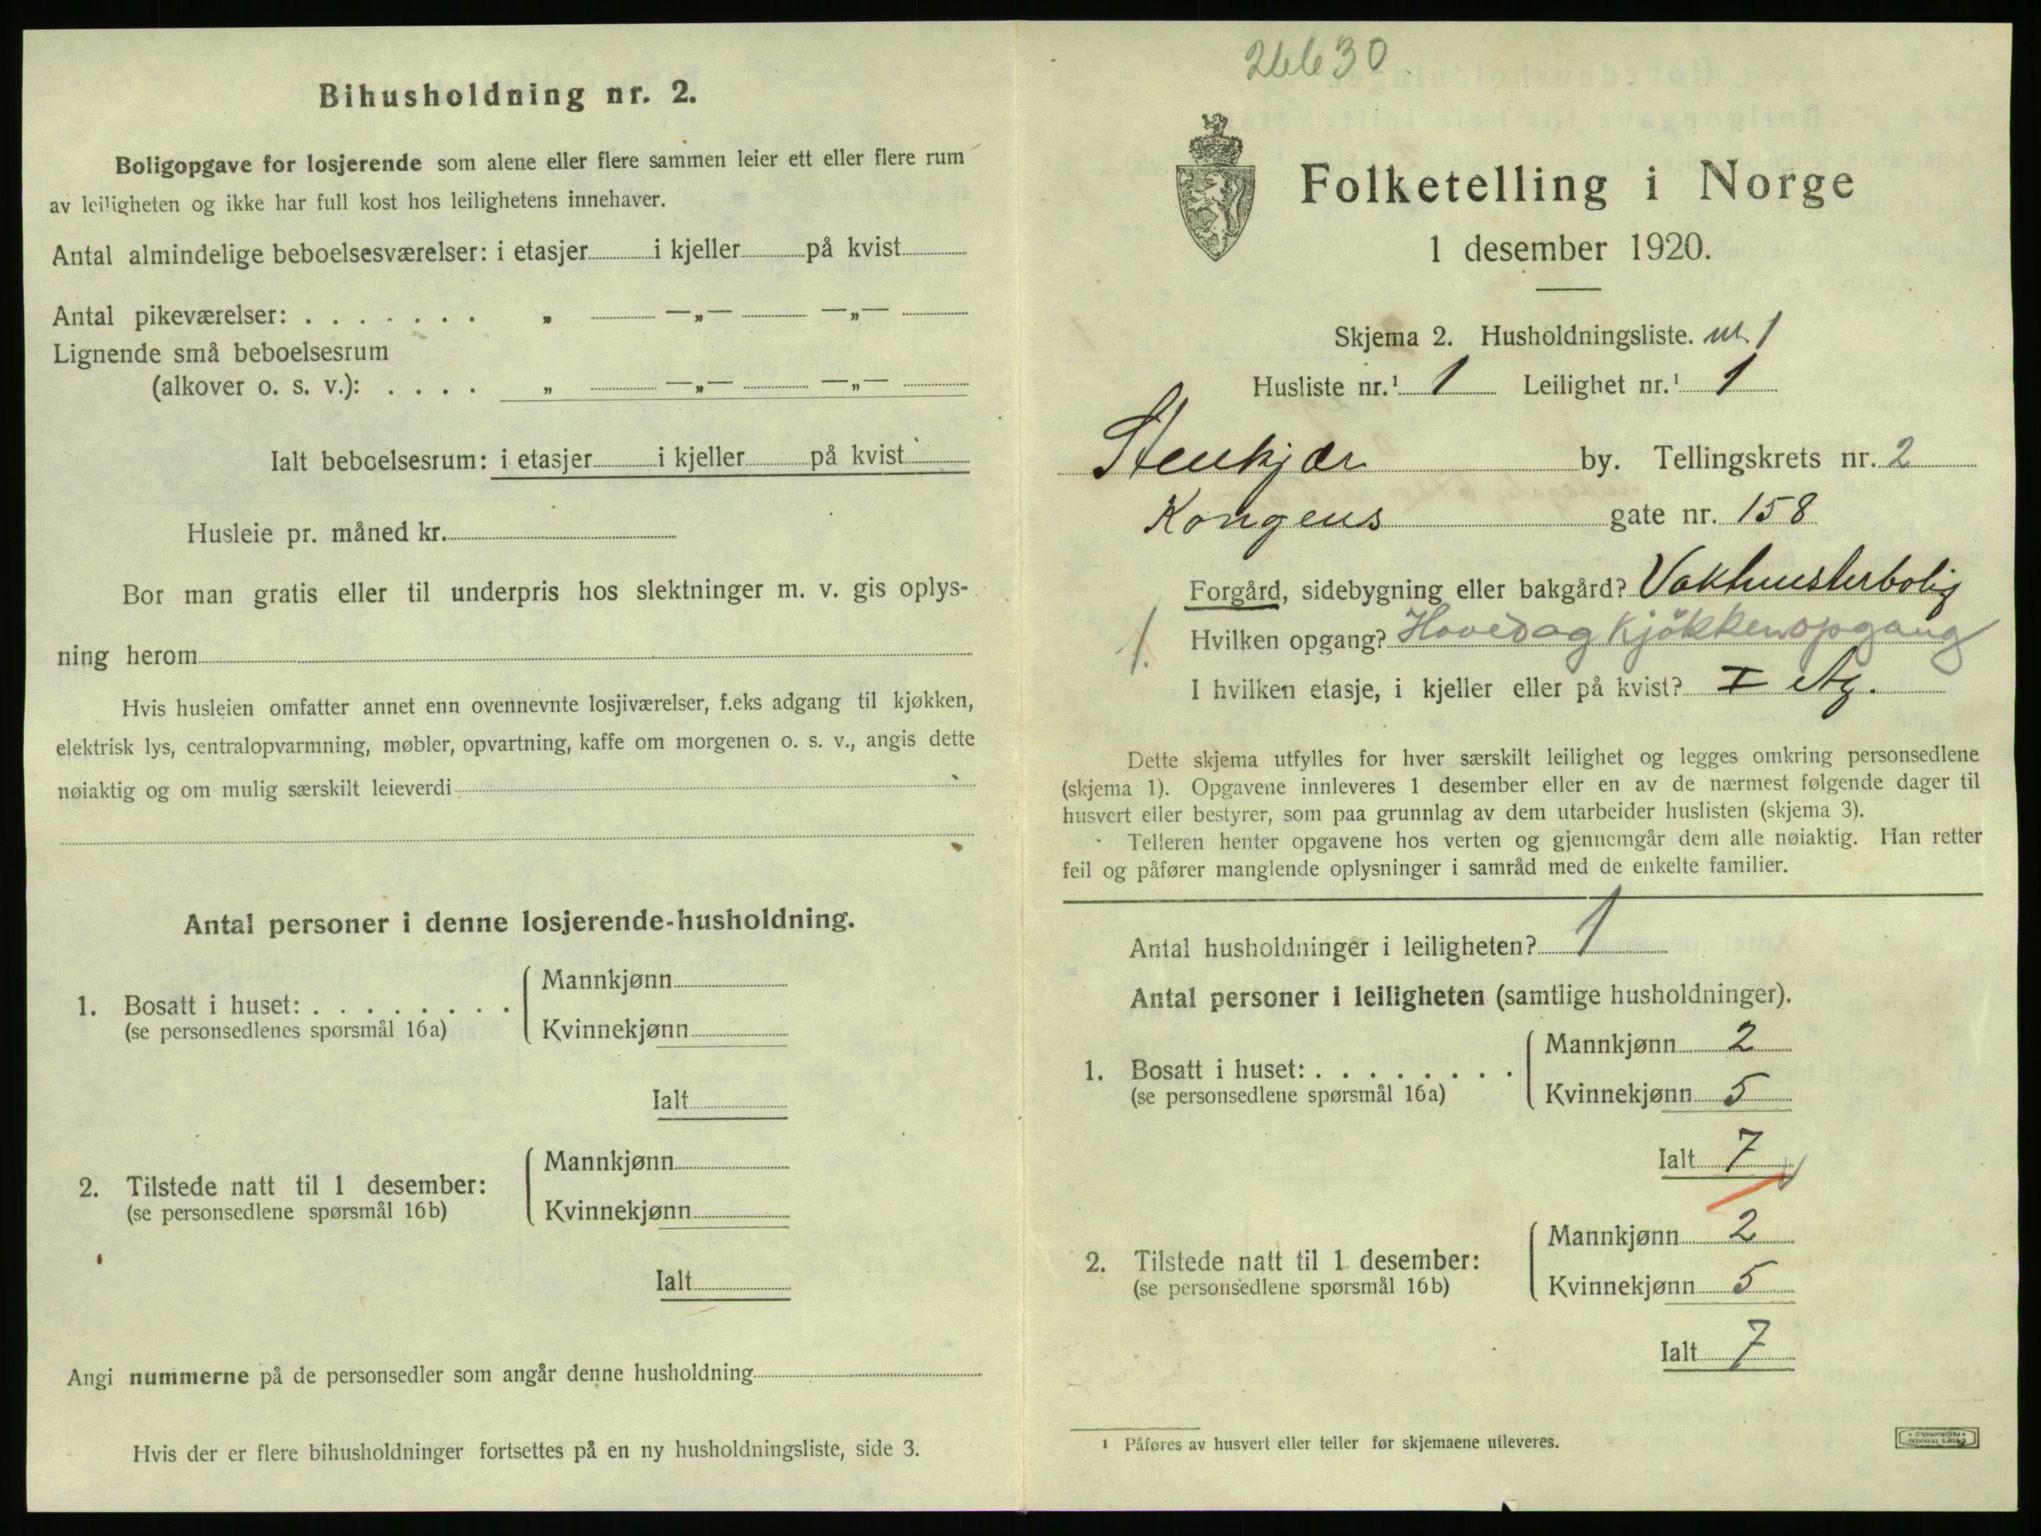 Bihusholdning nr. 2.
Boligopgave for losjerende som alene eller flere sammen leier ett eller flere rum
av leiligheten og ikke har full kost hos leilighetens innehaver.
Antal almindelige beboelsesværelser: i etasjer i kjeller på kvist
Antal pikeværelser: . . . . . . . „ —„— —„—
Lignende små beboelsesrum
(alkover o. s. v.): . . . . „ —„— —„—
Ialt beboelsesrum: i etasjer i kjeller på kvist
Husleie pr. måned kr.
Bor man gratis eller til underpris hos slektninger m. v. gis oplys-
ning herom
Hvis husleien omfatter annet enn ovennevnte losjiværelser, f.eks adgang til kjøkken,
elektrisk lys, centralopvarmning, møbler, opvartning, kaffe om morgenen o. s. v., angis dette
nøiaktig og om mulig særskilt leieverdi
Antal personer i denne losjerende-husholdning.
1. Bosatt i huset: . . . . . . . .
(se personsedlenes spørsmål 16a)
Mannkjønn
Kvinnekjønn
Ialt
2. Tilstede natt til 1 desember:
(se personsedlene spørsmål 16b)
Mannkjønn
Kvinnekjønn
Ialt
Angi nummerne på de personsedler som angår denne husholdning
Hvis der er flere bihusholdninger fortsettes på en ny husholdningsliste, side 3.
26630
Folketelling i Norge
1 desember 1920.
Skjema 2. Husholdningsliste. nr. 1
Husliste nr.¹ 1 Leilighet nr.¹ 1
Stenkjær by. Tellingskrets nr. 2
Kongens gate nr. 158
Forgård, sidebygning eller bakgård? Vaktmesterbolig
1. Hvilken opgang? Hoved og Kjøkkenopgang
I hvilken etasje, i kjeller eller på kvist? I
Dette skjema utfylles for hver særskilt leilighet og legges omkring personsedlene
(skjema 1). Opgavene innleveres 1 desember eller en av de nærmest følgende dager til
husvert eller bestyrer, som paa grunnlag av dem utarbeider huslisten (skjema 3).
Telleren henter opgavene hos verten og gjennemgår dem alle nøiaktig. Han retter
feil og påfører manglende oplysninger i samråd med de enkelte familier.
Antal husholdninger i leiligheten? 1
Antal personer i leiligheten (samtlige husholdninger).
1. Bosatt i huset: . . . . . . . .
(se personsedlene spørsmål 16a)
Mannkjønn 2
Kvinnekjønn 5
Ialt 7
2. Tilstede natt til 1 desember:
(se personsedlene spørsmål 16b)
Mannkjønn 2
Kvinnekjønn 5
Ialt 7
¹ Påføres av husvert eller teller før skjemaene utleveres.